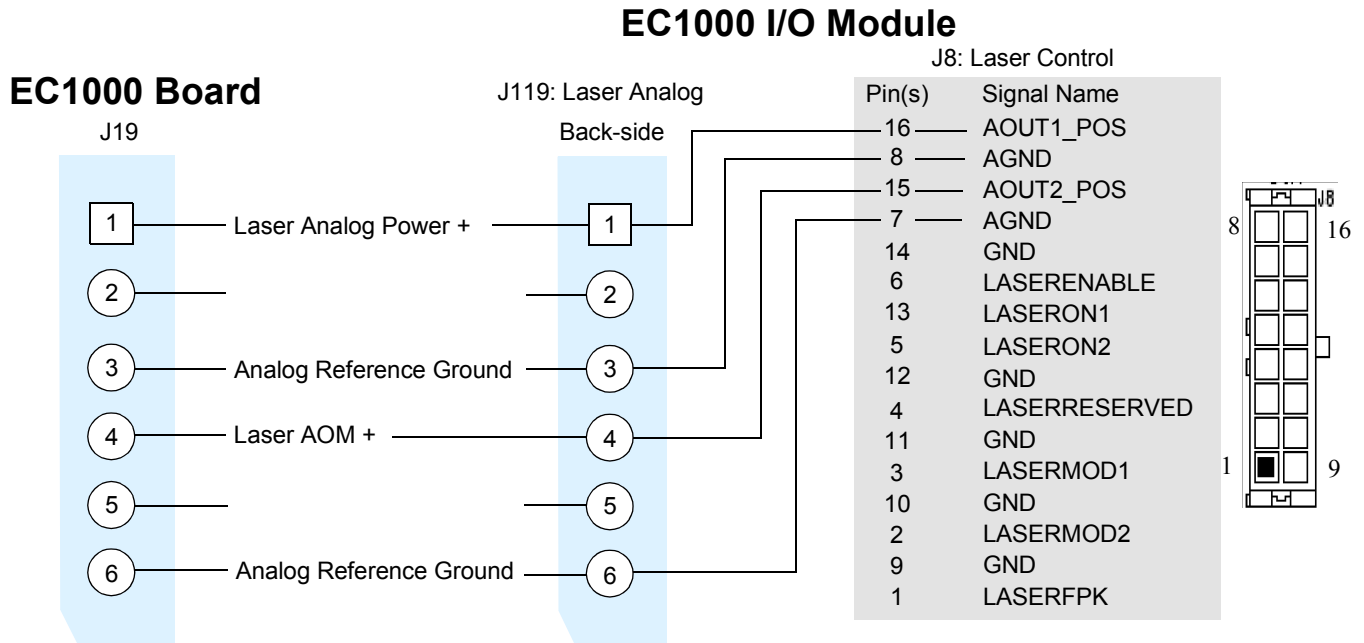 EC1000 I/O Module
J8: Laser Control
EC1000 Board
J119: Laser Analog
J19
Back-side
Pin(s) Signal Name
16 AOUT1_POS
8 AGND
15 AOUT2_POS
7 AGND
14 GND
6 LASERENABLE
13 LASERON1
5 LASERON2
12 GND
4 LASERRESERVED
11 GND
3 LASERMOD1
10 GND
2 LASERMOD2
9 GND
1 LASERFPK
1 Laser Analog Power + 1
2 2
3 Analog Reference Ground 3
4 Laser AOM + 4
5 5
6 Analog Reference Ground 6
J8
8 16
1 9